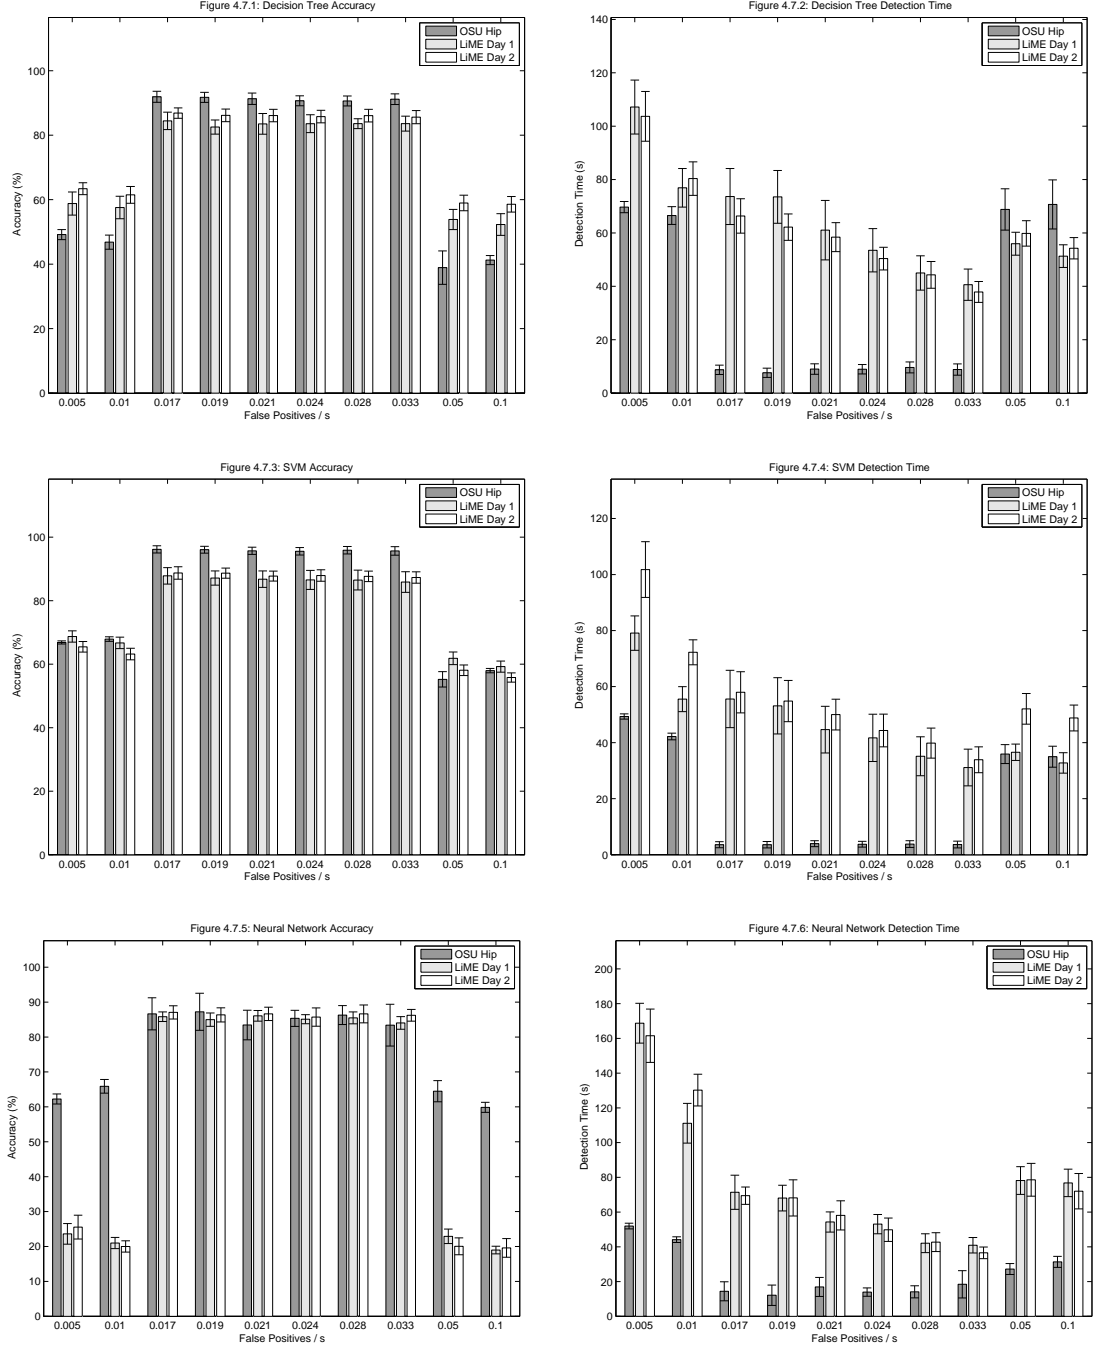 Figure 4.7.1: Decision Tree Accuracy
OSU Hip
LiME Day 1
LiME Day 2
100
80
60
40
20
0
Accuracy (%)
0.005 0.01 0.017 0.019 0.021 0.024 0.028 0.033 0.05 0.1
False Positives / s
Figure 4.7.2: Decision Tree Detection Time
OSU Hip
LiME Day 1
LiME Day 2
140
120
100
80
60
40
20
0
Detection Time (s)
0.005 0.01 0.017 0.019 0.021 0.024 0.028 0.033 0.05 0.1
False Positives / s
Figure 4.7.3: SVM Accuracy
OSU Hip
LiME Day 1
LiME Day 2
100
80
60
40
20
0
Accuracy (%)
0.005 0.01 0.017 0.019 0.021 0.024 0.028 0.033 0.05 0.1
False Positives / s
Figure 4.7.4: SVM Detection Time
OSU Hip
LiME Day 1
LiME Day 2
120
100
80
60
40
20
0
Detection Time (s)
0.005 0.01 0.017 0.019 0.021 0.024 0.028 0.033 0.05 0.1
False Positives / s
Figure 4.7.5: Neural Network Accuracy
OSU Hip
LiME Day 1
LiME Day 2
100
90
80
70
60
50
40
30
20
10
0
Accuracy (%)
0.005 0.01 0.017 0.019 0.021 0.024 0.028 0.033 0.05 0.1
False Positives / s
Figure 4.7.6: Neural Network Detection Time
OSU Hip
LiME Day 1
LiME Day 2
200
180
160
140
120
100
80
60
40
20
0
Detection Time (s)
0.005 0.01 0.017 0.019 0.021 0.024 0.028 0.033 0.05 0.1
False Positives / s